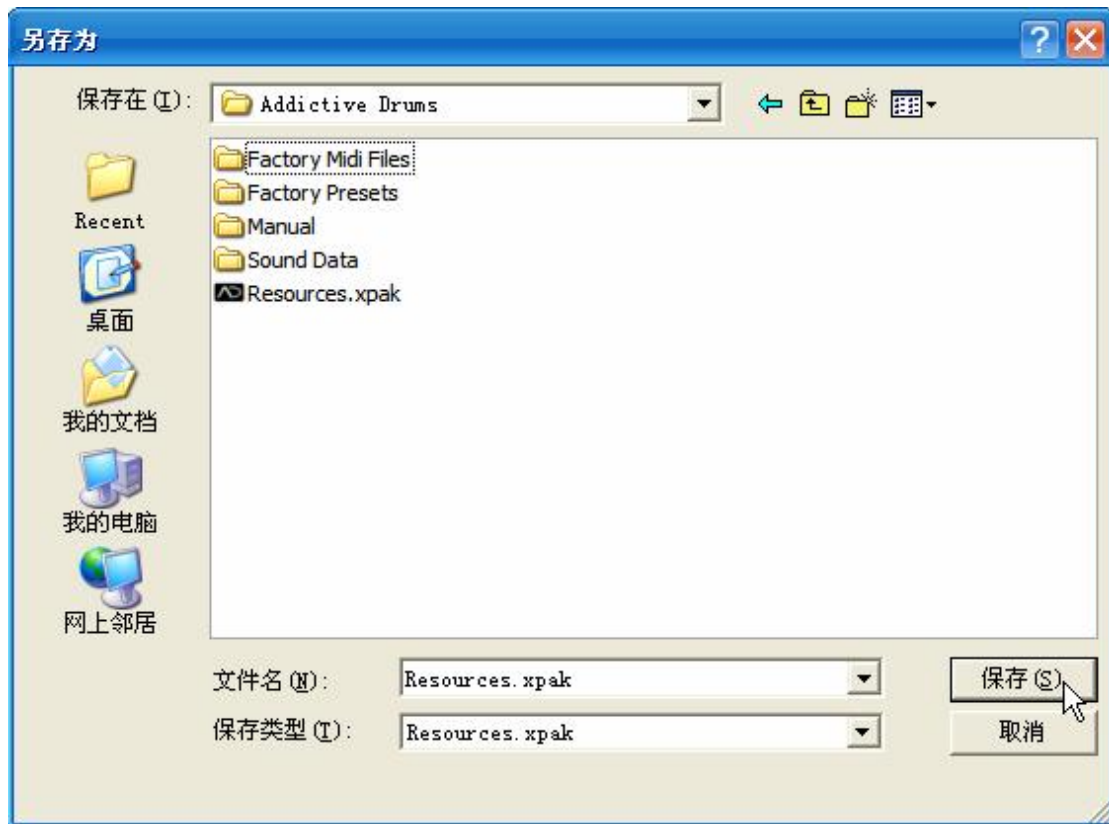 另存为
保存在(I):
Addictive Drums
Factory Midi Files
Factory Presets
Manual
Sound Data
Resources.xpak
Recent
桌面
我的文档
我的电脑
网上邻居
文件名(N):
Resources.xpak
保存(S)
保存类型(T):
Resources.xpak
取消